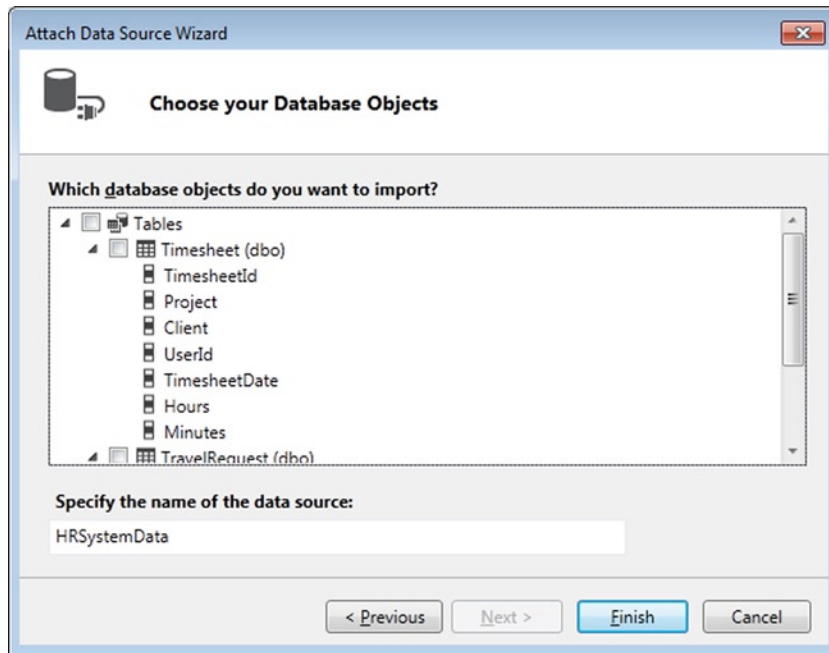 Attach Data Source Wizard
Choose your Database Objects
Which database objects do you want to import?
Tables
Timesheet (dbo)
TimesheetId
Project
Client
UserId
TimesheetDate
Hours
Minutes
TravelRequest (dbo)
Specify the name of the data source:
HRSystemData
< Previous Next > Finish Cancel